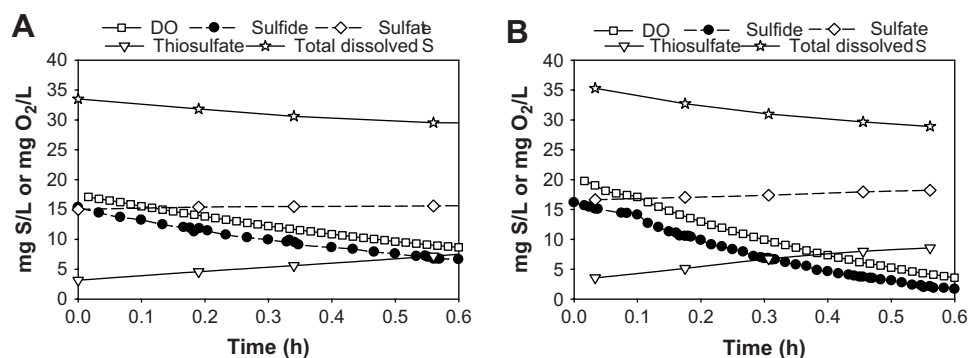 A
DO Sulfide Sulfate
Thiosulfate Total dissolved S
mg S/L or mg O2/L
40
35
30
25
20
15
10
5
0
0.0 0.1 0.2 0.3 0.4 0.5 0.6
Time (h)
B
DO Sulfide Sulfate
Thiosulfate Total dissolved S
mg S/L or mg O2/L
40
35
30
25
20
15
10
5
0
0.0 0.1 0.2 0.3 0.4 0.5 0.6
Time (h)